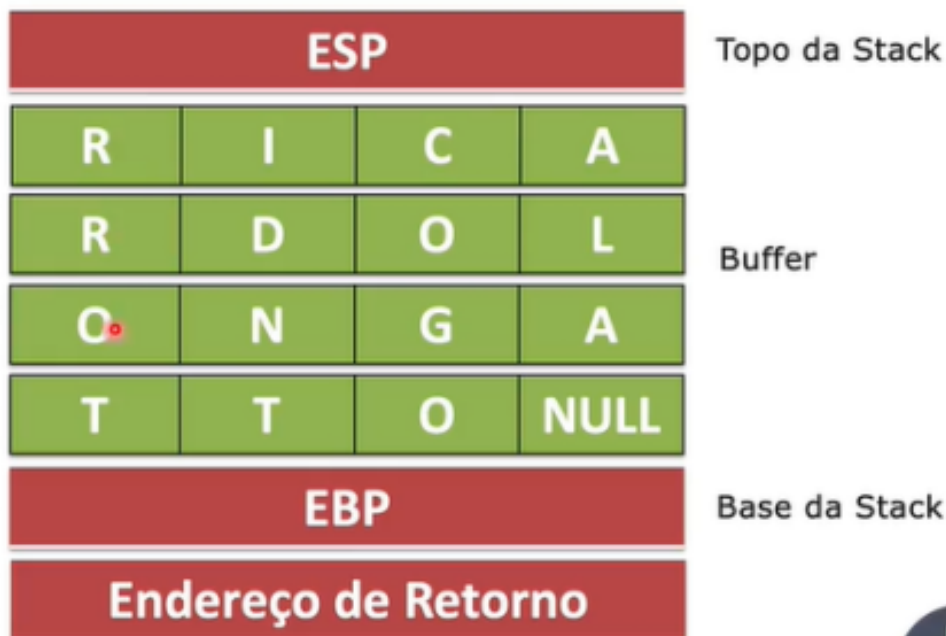 ESP Topo da Stack
R I C A
R D O L
Buffer
O N G A
T T O NULL
EBP Base da Stack
Endereço de Retorno